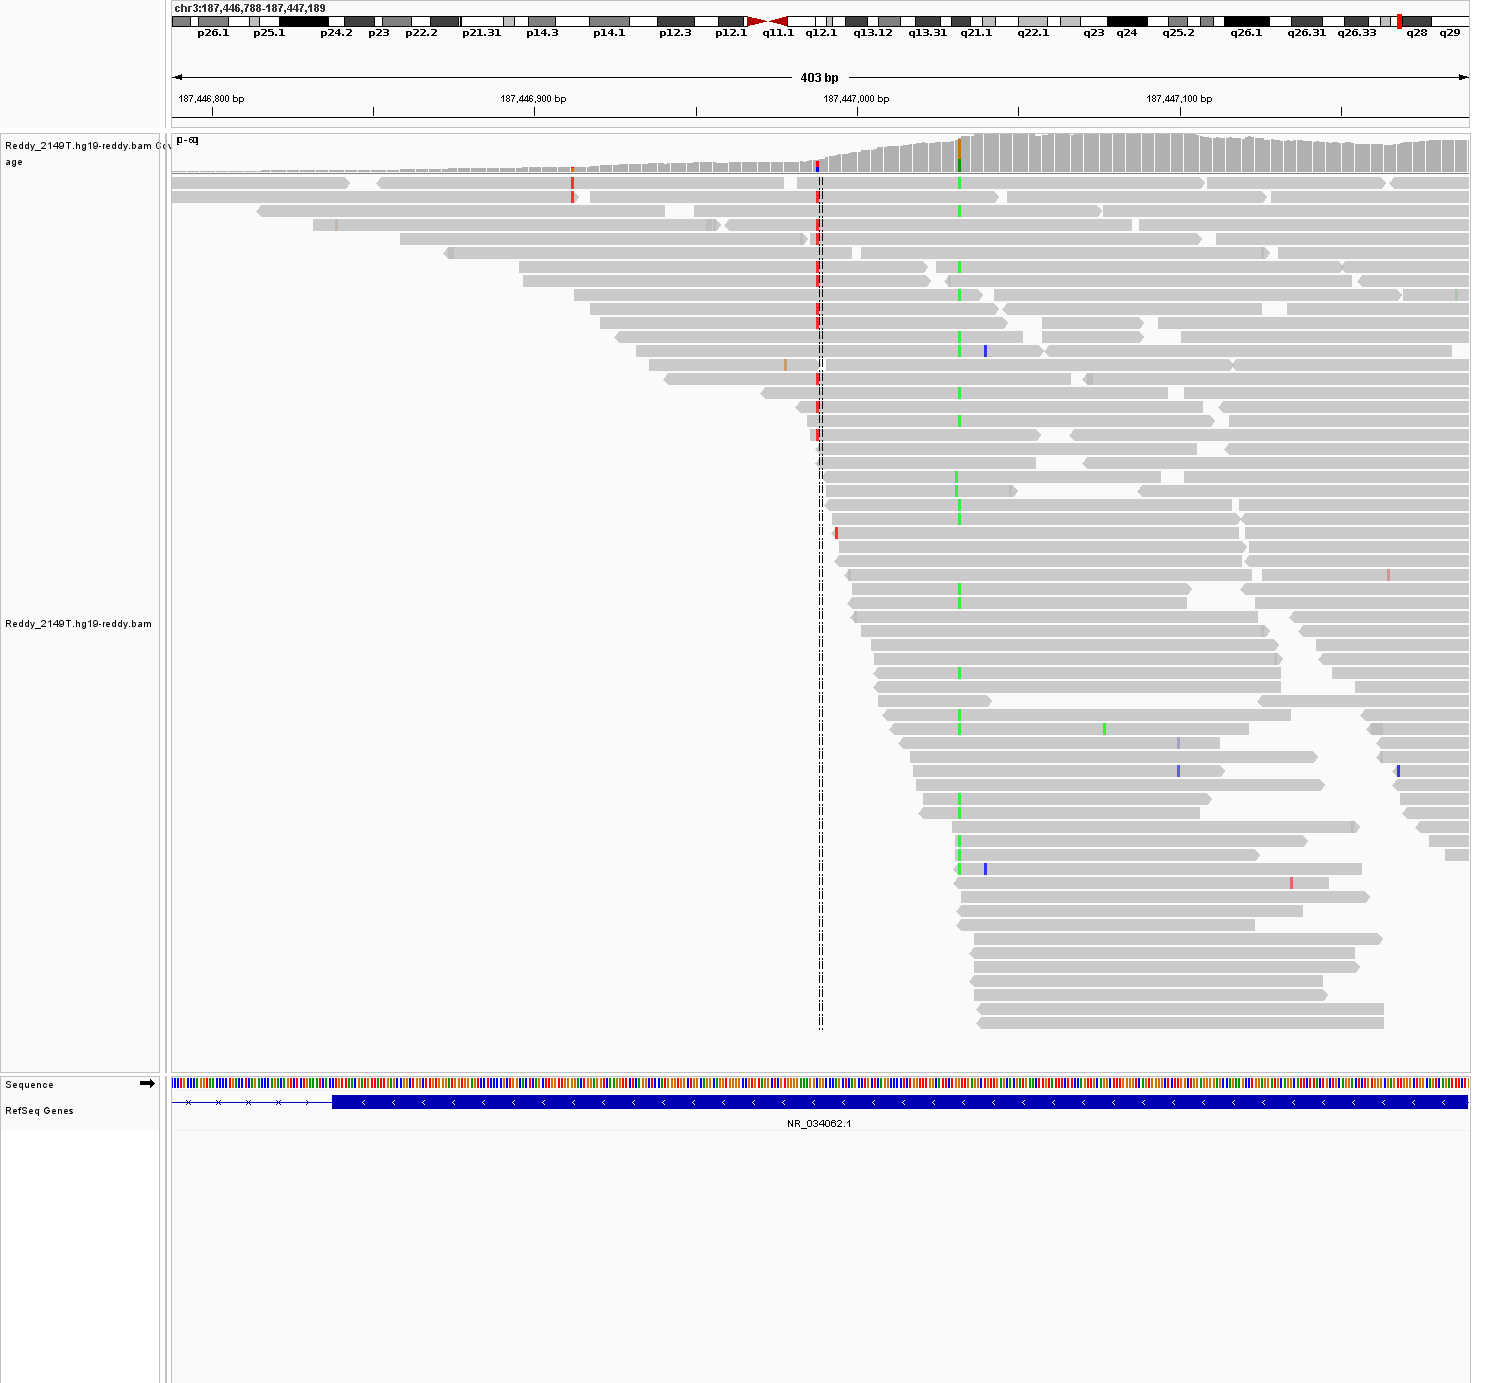 chr3:187,446,788-187,447,189
p26.1 p25.1 p24.2 p23 p22.2 p21.31 p14.3 p14.1 p12.3 p12.1 q11.1 q12.1 q13.12 q13.31 q21.1 q22.1 q23 q24 q25.2 q26.1 q26.31 q26.33 q28 q29
403 bp
187,446,800 bp 187,446,900 bp 187,447,000 bp 187,447,100 bp
[0 - 60]
Reddy_2149T.hg19-reddy.bam Cov
age
Reddy_2149T.hg19-reddy.bam
Sequence
RefSeq Genes
NR_034062.1